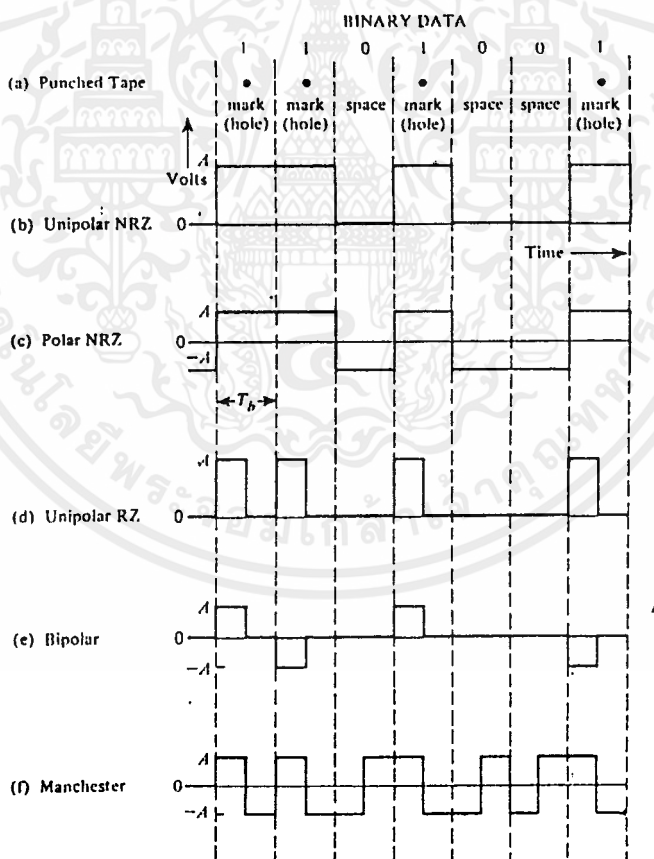 BINARY DATA
1 1 0 1 0 0 1
(a) Punched Tape
mark mark space mark space space mark
(hole) (hole) (hole) (hole)
A
Volts
(b) Unipolar NRZ 0
Time
A
(c) Polar NRZ 0
-A
T_b
A
(d) Unipolar RZ 0
A
(e) Bipolar 0
-A
A
(f) Manchester 0
-A